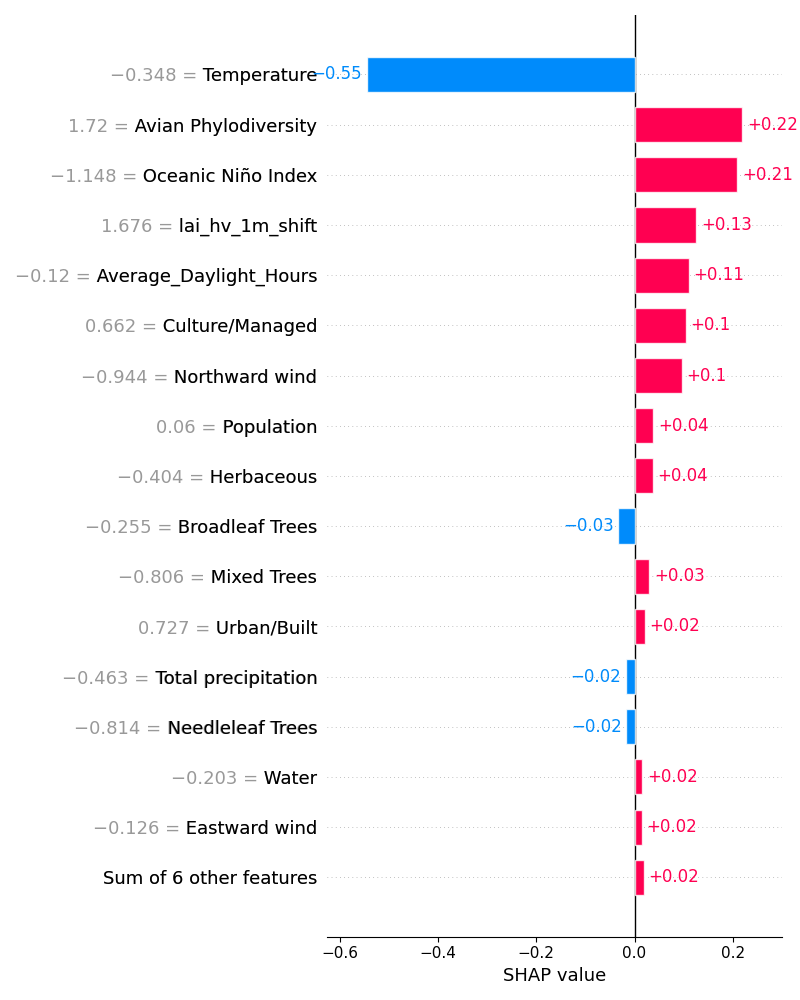 −0.348 = Temperature −0.55
1.72 = Avian Phylodiversity +0.22
−1.148 = Oceanic Niño Index +0.21
1.676 = lai_hv_1m_shift +0.13
−0.12 = Average_Daylight_Hours +0.11
0.662 = Culture/Managed +0.1
−0.944 = Northward wind +0.1
0.06 = Population +0.04
−0.404 = Herbaceous +0.04
−0.255 = Broadleaf Trees −0.03
−0.806 = Mixed Trees +0.03
0.727 = Urban/Built +0.02
−0.463 = Total precipitation −0.02
−0.814 = Needleleaf Trees −0.02
−0.203 = Water +0.02
−0.126 = Eastward wind +0.02
Sum of 6 other features +0.02
−0.6 −0.4 −0.2 0.0 0.2
SHAP value